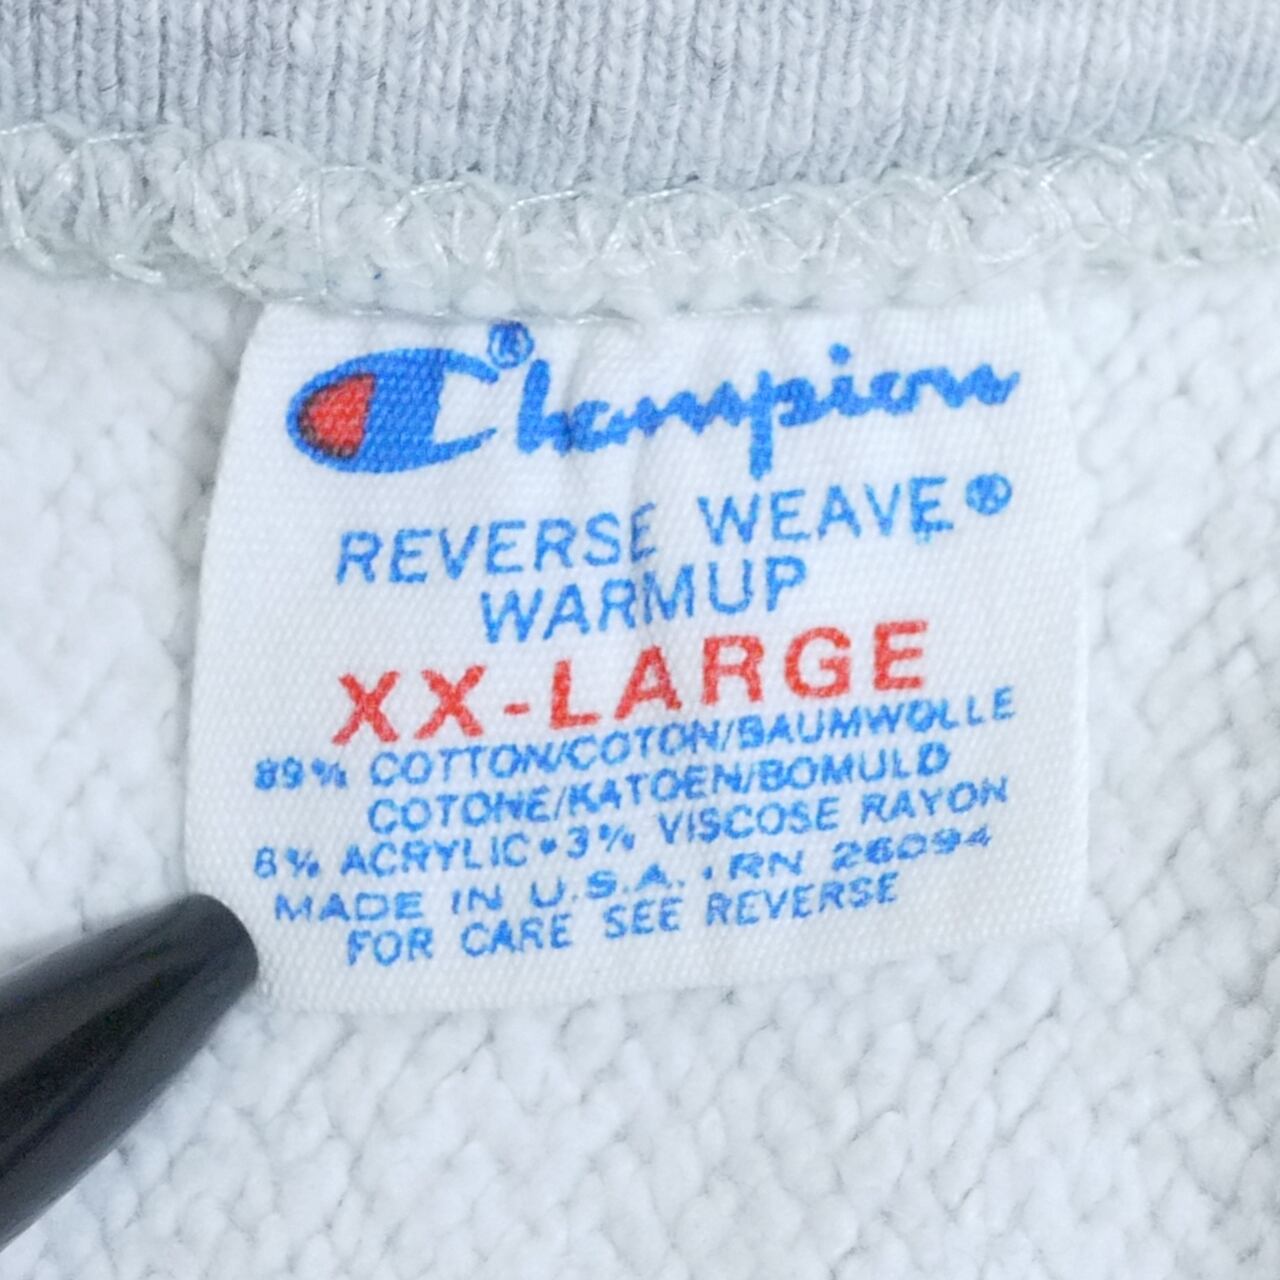 Champion®
REVERSE WEAVE®
WARMUP
XX-LARGE
89% COTTON/COTON/BAUMWOLLE
COTONE/KATOEN/BOMULD
8% ACRYLIC•3% VISCOSE RAYON
MADE IN U.S.A. • RN 26094
FOR CARE SEE REVERSE